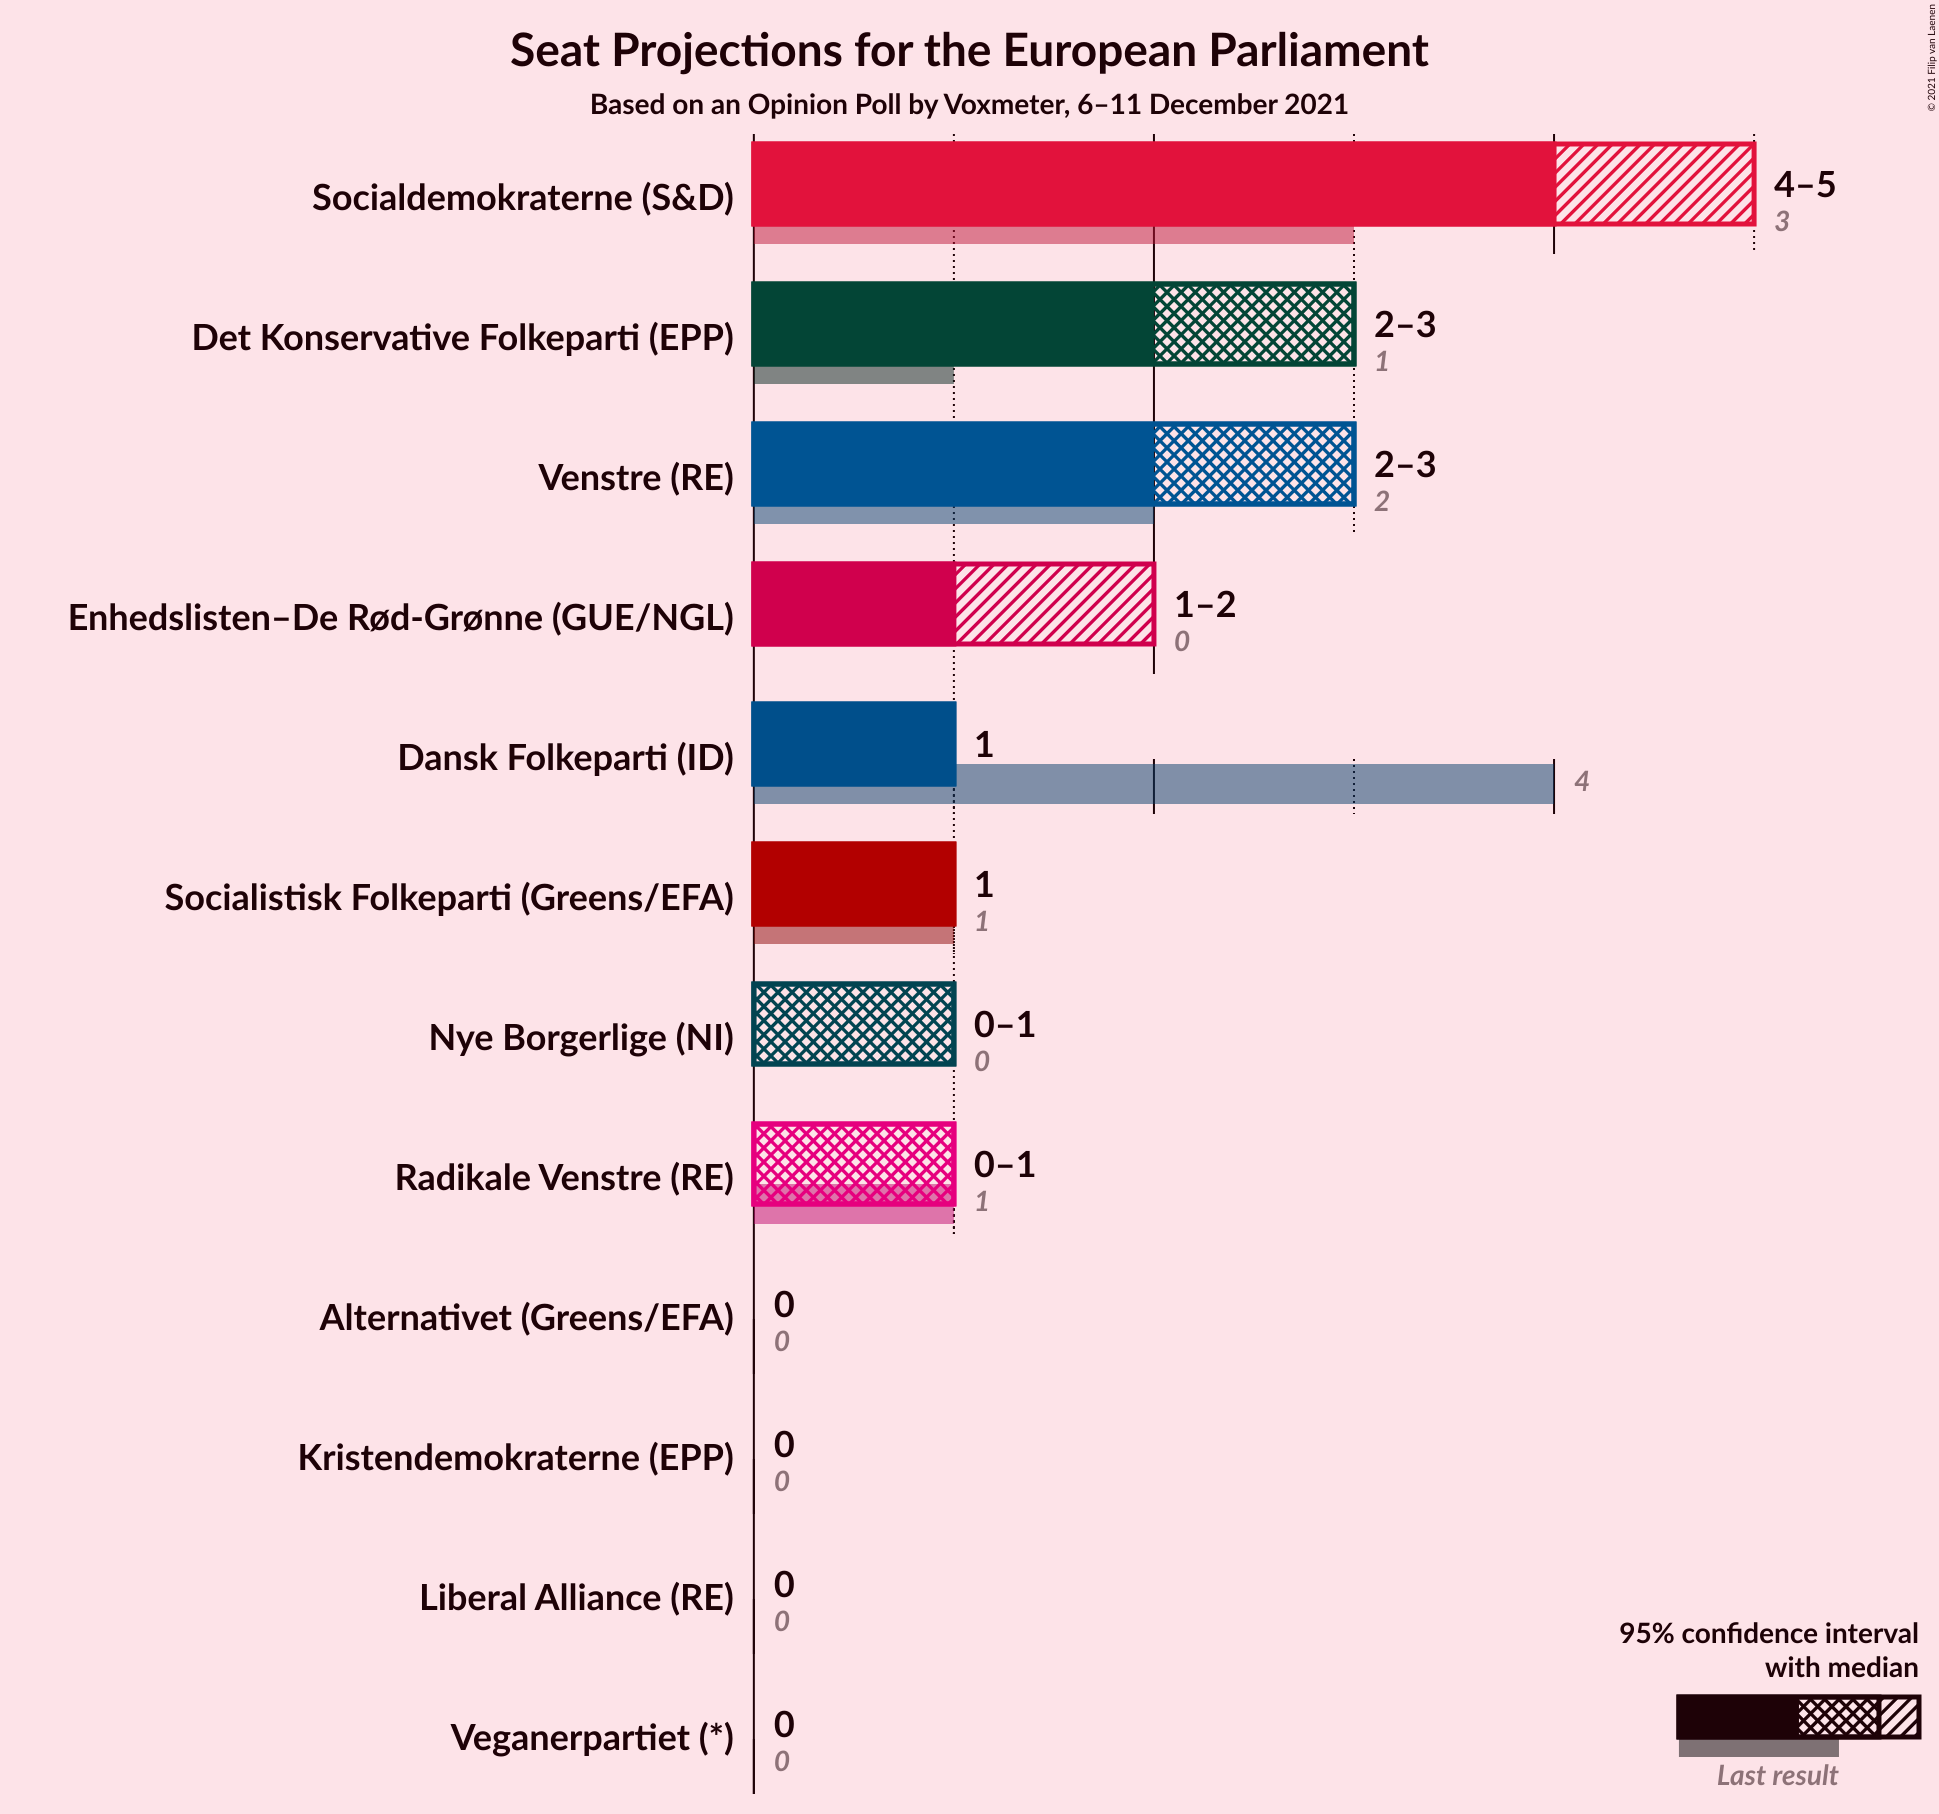 Seat Projections for the European Parliament
Based on an Opinion Poll by Voxmeter, 6–11 December 2021
© 2021 Filip van Laenen
Socialdemokraterne (S&D)
4–5
3
Det Konservative Folkeparti (EPP)
2–3
1
Venstre (RE)
2–3
2
Enhedslisten–De Rød-Grønne (GUE/NGL)
1–2
0
Dansk Folkeparti (ID)
1
4
Socialistisk Folkeparti (Greens/EFA)
1
1
Nye Borgerlige (NI)
0–1
0
Radikale Venstre (RE)
0–1
1
Alternativet (Greens/EFA)
0
0
Kristendemokraterne (EPP)
0
0
Liberal Alliance (RE)
0
0
Veganerpartiet (*)
0
0
95% confidence interval
with median
Last result